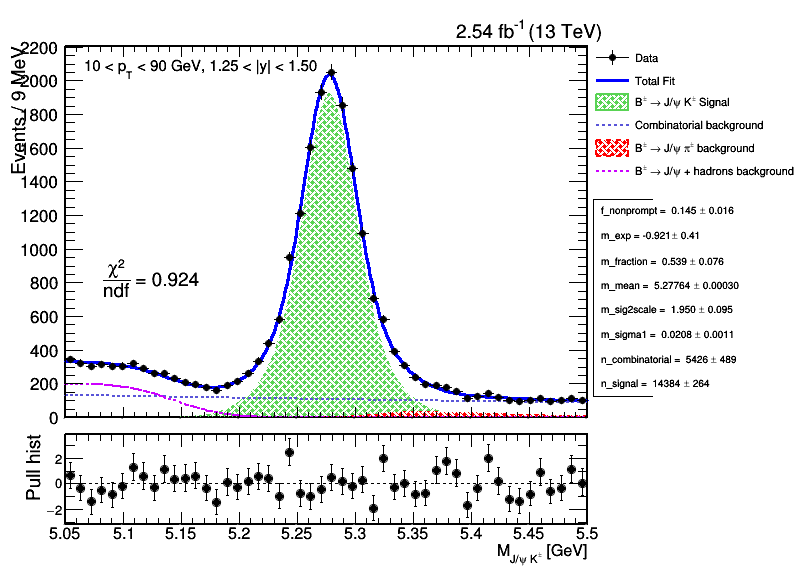 2.54 fb⁻¹ (13 TeV)
Events / 9 MeV
10 < p_T < 90 GeV, 1.25 < |y| < 1.50
χ²/ndf = 0.924
2200
2000
1800
1600
1400
1200
1000
800
600
400
200
0
Data
Total Fit
B± → J/ψ K± Signal
Combinatorial background
B± → J/ψ π± background
B± → J/ψ + hadrons background
f_nonprompt = 0.145 ± 0.016
m_exp = -0.921 ± 0.41
m_fraction = 0.539 ± 0.076
m_mean = 5.27764 ± 0.00030
m_sig2scale = 1.950 ± 0.095
m_sigma1 = 0.0208 ± 0.0011
n_combinatorial = 5426 ± 489
n_signal = 14384 ± 264
Pull hist
2
0
−2
5.05 5.1 5.15 5.2 5.25 5.3 5.35 5.4 5.45 5.5
M_J/ψ K± [GeV]